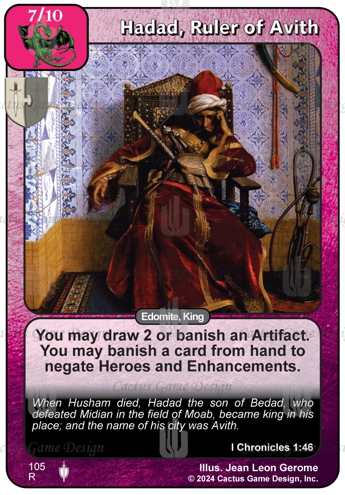 7/10
Hadad, Ruler of Avith
Edomite, King
You may draw 2 or banish an Artifact.
You may banish a card from hand to
negate Heroes and Enhancements.
Cactus Game Design
When Husham died, Hadad the son of Bedad, who
defeated Midian in the field of Moab, became king in his
place; and the name of his city was Avith.
I Chronicles 1:46
105
R
Illus. Jean Leon Gerome
© 2024 Cactus Game Design, Inc.